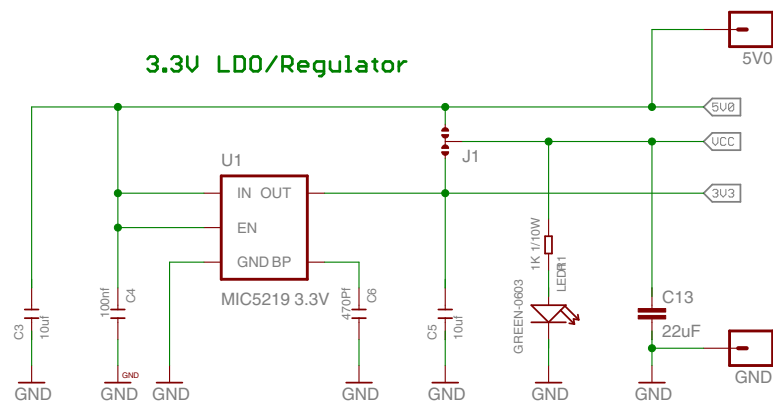 3.3V LDO/Regulator
5V0
5V0
VCC
3V3
J1
U1
IN OUT
EN
GND BP
MIC5219 3.3V
C3
10uf
100nf
C4
470Pf
C6
C5
10uf
1K 1/10W
GREEN-0603
C13
22uF
GND
GND
GND
GND
GND
GND
GND
GND
GND